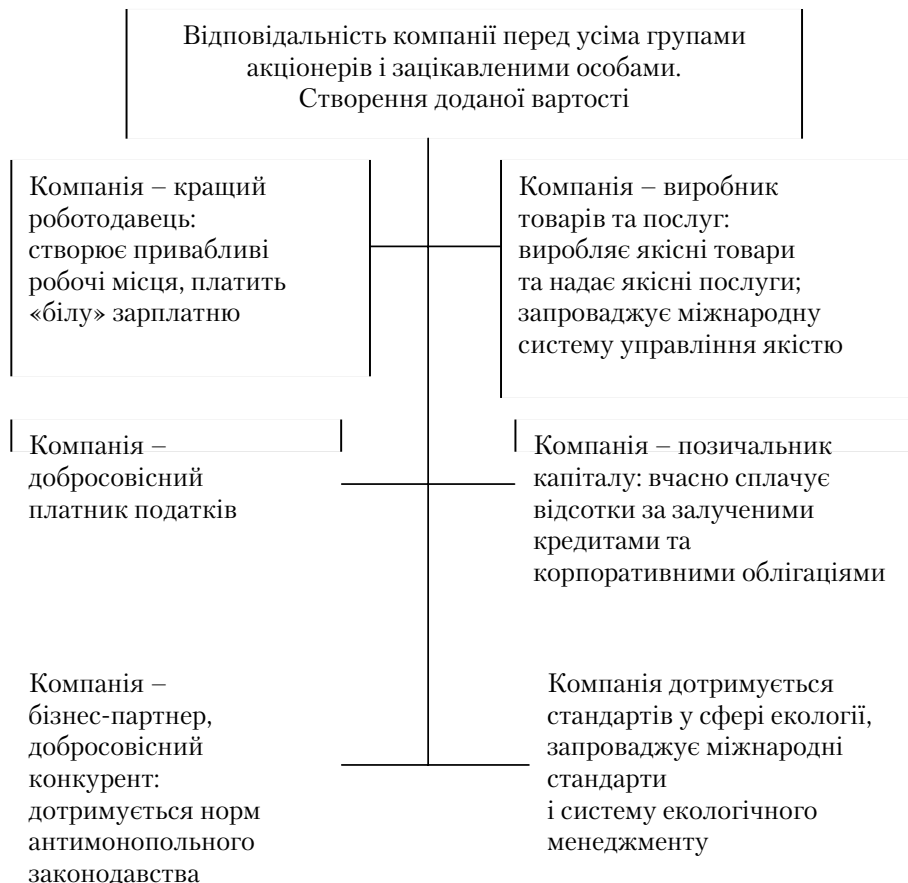 Відповідальність компанії перед усіма групами
акціонерів і зацікавленими особами.
Створення доданої вартості
Компанія – кращий
роботодавець:
створює привабливі
робочі місця, платить
«білу» зарплатню
Компанія – виробник
товарів та послуг:
виробляє якісні товари
та надає якісні послуги;
запроваджує міжнародну
систему управління якістю
Компанія –
добросовісний
платник податків
Компанія – позичальник
капіталу: вчасно сплачує
відсотки за залученими
кредитами та
корпоративними облігаціями
Компанія –
бізнес-партнер,
добросовісний
конкурент:
дотримується норм
антимонопольного
законодавства
Компанія дотримується
стандартів у сфері екології,
запроваджує міжнародні
стандарти
і систему екологічного
менеджменту